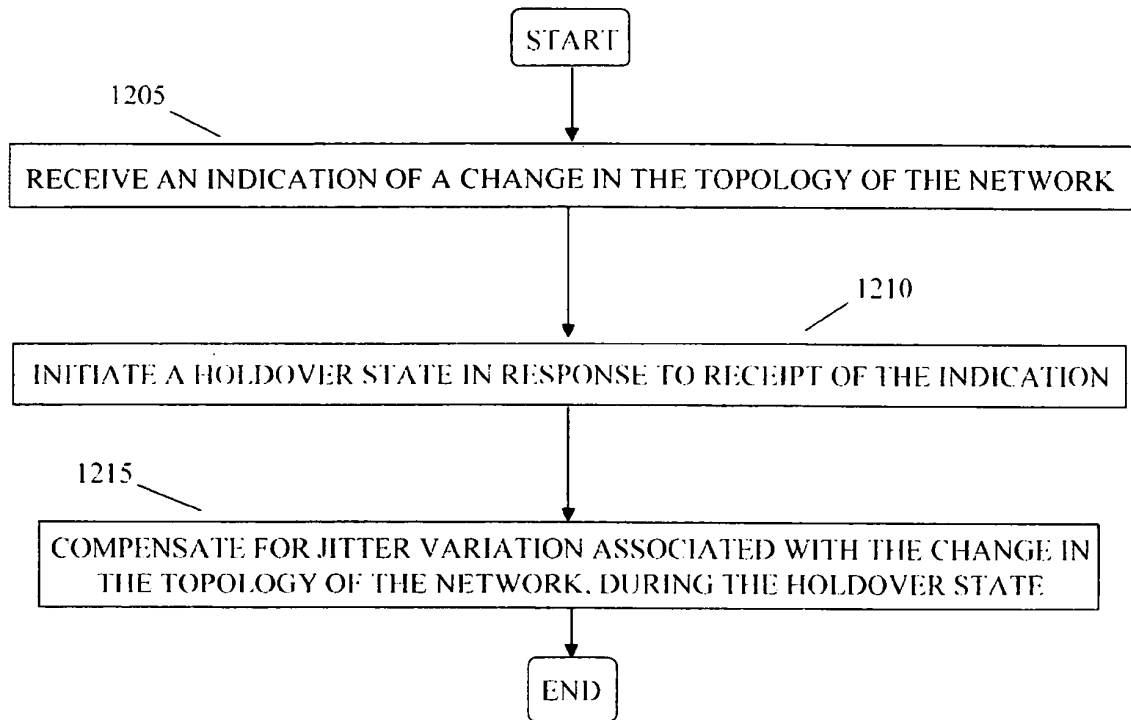 START
1205
RECEIVE AN INDICATION OF A CHANGE IN THE TOPOLOGY OF THE NETWORK
1210
INITIATE A HOLDOVER STATE IN RESPONSE TO RECEIPT OF THE INDICATION
1215
COMPENSATE FOR JITTER VARIATION ASSOCIATED WITH THE CHANGE IN
THE TOPOLOGY OF THE NETWORK, DURING THE HOLDOVER STATE
END